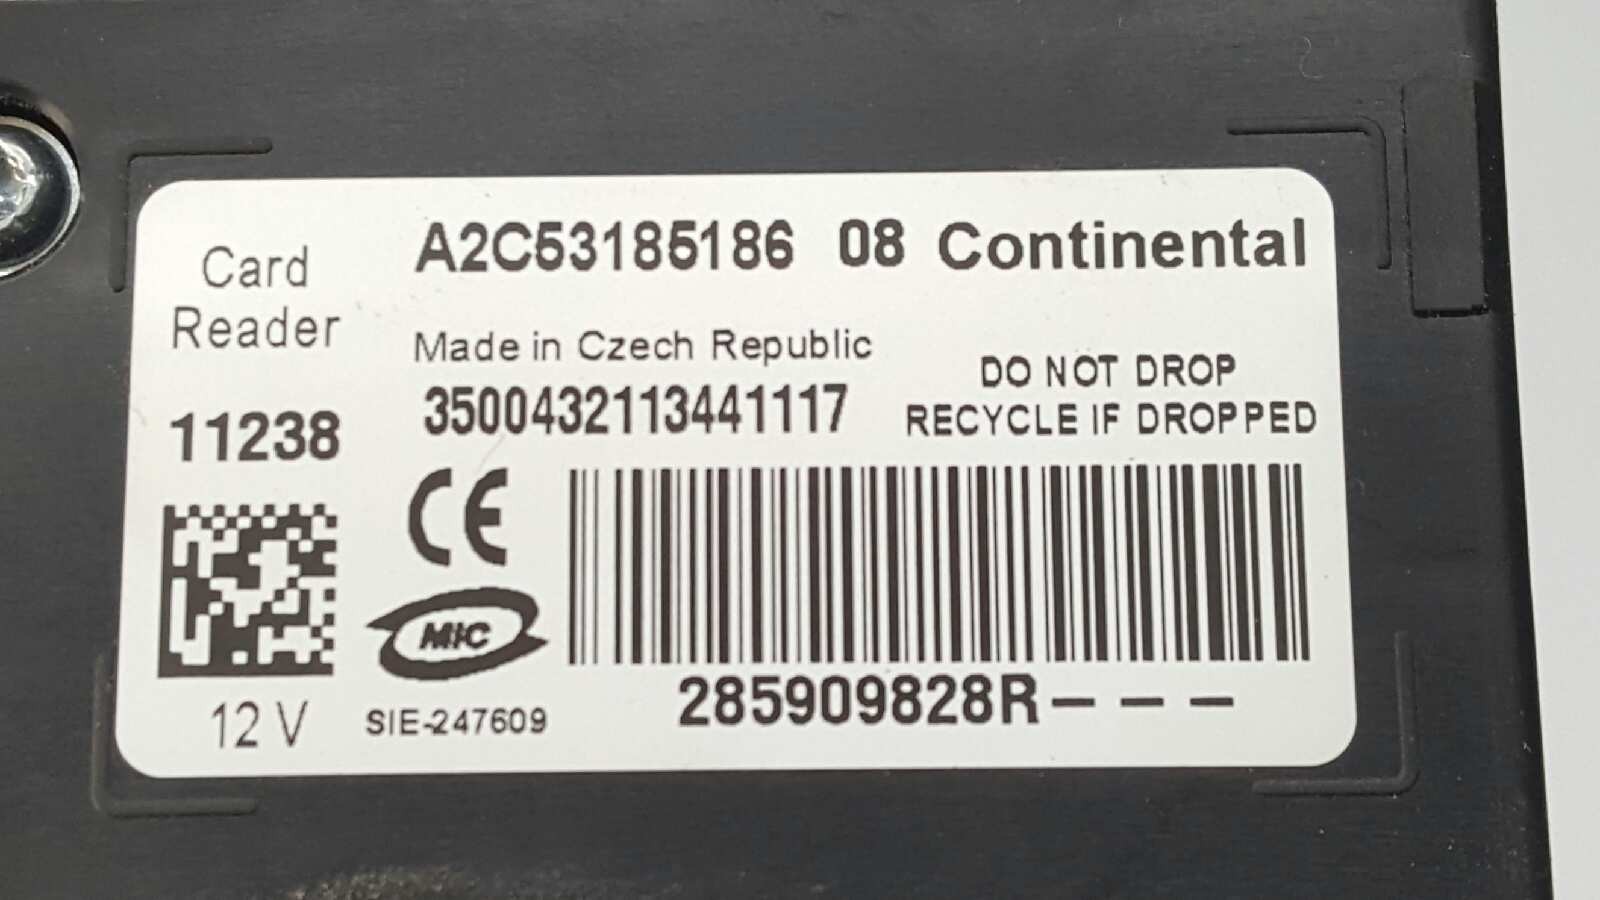 Card
Reader
11238
12 V
A2C53185186 08 Continental
Made in Czech Republic
3500432113441117
DO NOT DROP
RECYCLE IF DROPPED
CE
MIC
SIE-247609
285909828R---